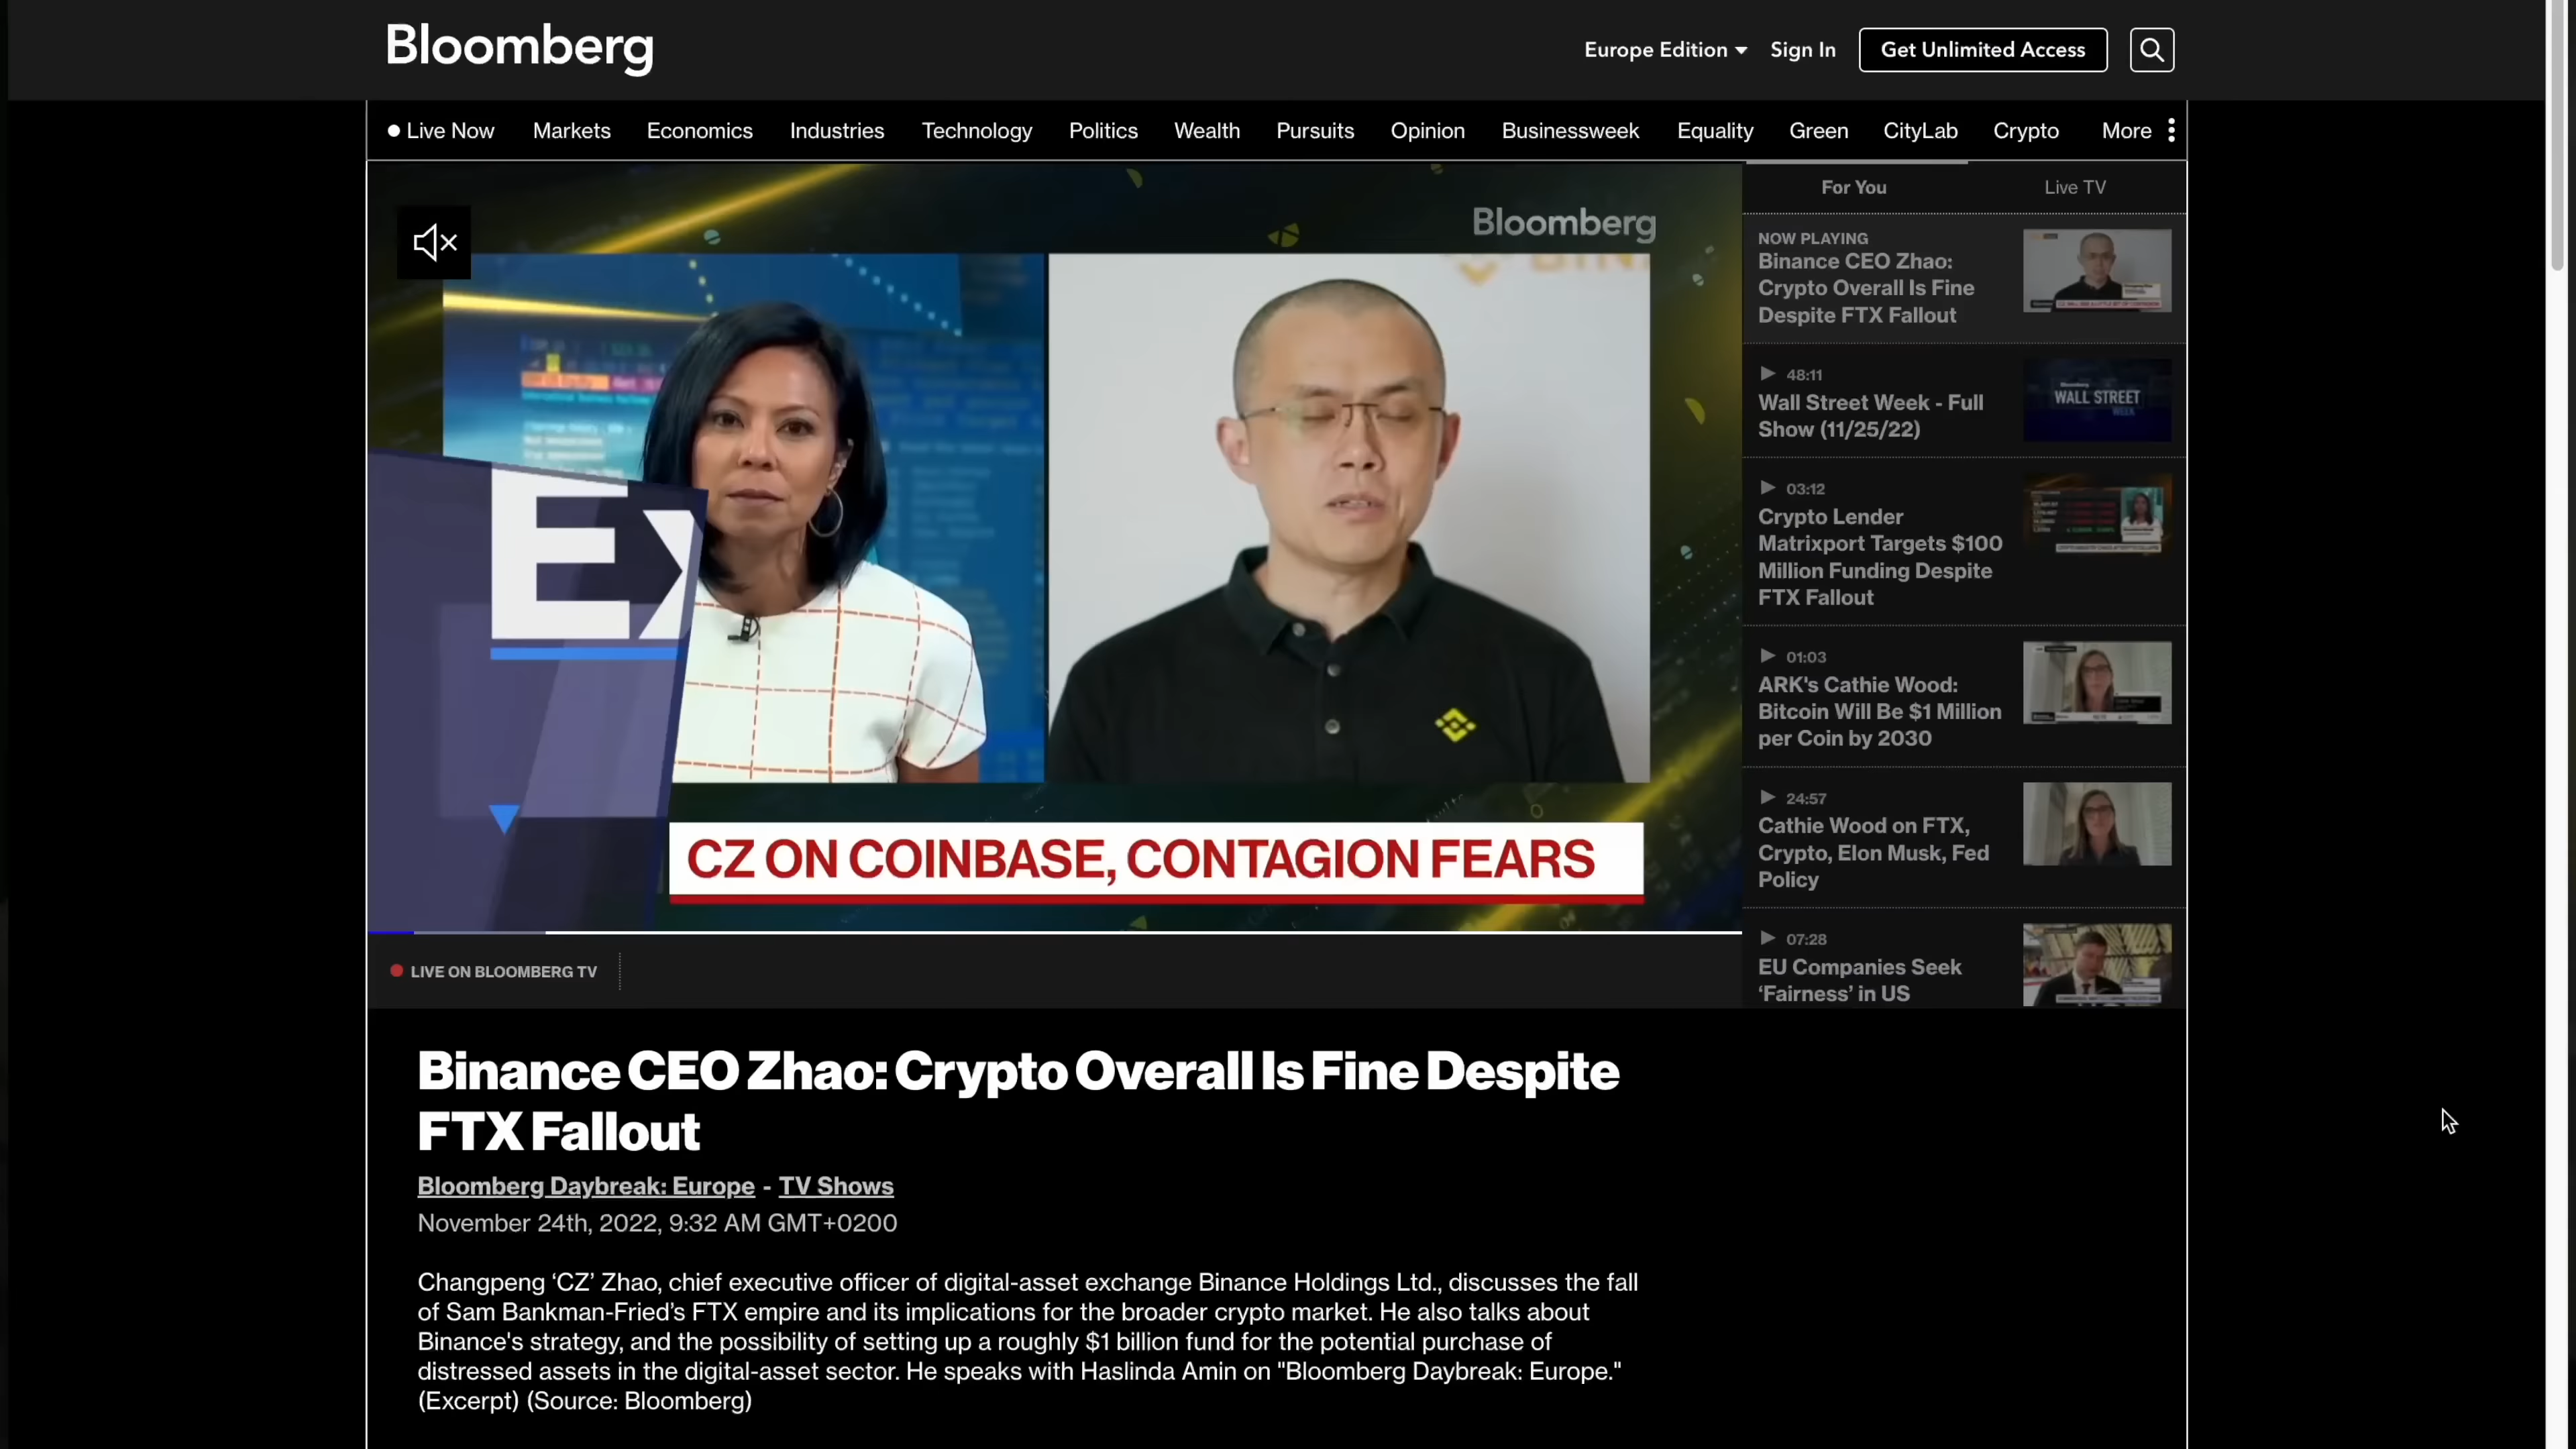 Bloomberg
Europe Edition
Sign In
Get Unlimited Access
Live Now
Markets
Economics
Industries
Technology
Politics
Wealth
Pursuits
Opinion
Businessweek
Equality
Green
CityLab
Crypto
More
Bloomberg
CZ ON COINBASE, CONTAGION FEARS
LIVE ON BLOOMBERG TV
For You
Live TV
NOW PLAYING
Binance CEO Zhao:
Crypto Overall Is Fine
Despite FTX Fallout
48:11
Wall Street Week - Full
Show (11/25/22)
WALL STREET
WEEK
03:12
Crypto Lender
Matrixport Targets $100
Million Funding Despite
FTX Fallout
01:03
ARK's Cathie Wood:
Bitcoin Will Be $1 Million
per Coin by 2030
24:57
Cathie Wood on FTX,
Crypto, Elon Musk, Fed
Policy
07:28
EU Companies Seek
‘Fairness’ in US
Binance CEO Zhao: Crypto Overall Is Fine Despite
FTX Fallout
Bloomberg Daybreak: Europe - TV Shows
November 24th, 2022, 9:32 AM GMT+0200
Changpeng ‘CZ’ Zhao, chief executive officer of digital-asset exchange Binance Holdings Ltd., discusses the fall
of Sam Bankman-Fried’s FTX empire and its implications for the broader crypto market. He also talks about
Binance's strategy, and the possibility of setting up a roughly $1 billion fund for the potential purchase of
distressed assets in the digital-asset sector. He speaks with Haslinda Amin on "Bloomberg Daybreak: Europe."
(Excerpt) (Source: Bloomberg)